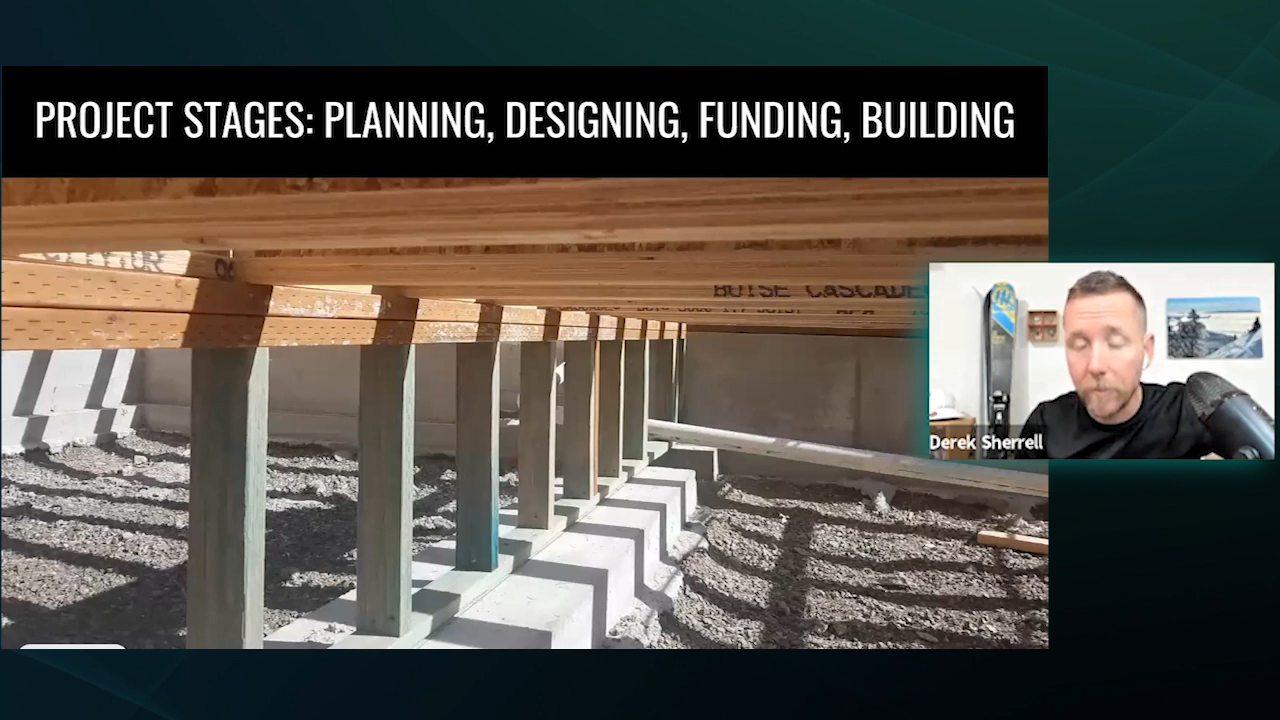 PROJECT STAGES: PLANNING, DESIGNING, FUNDING, BUILDING
BOISE CASCADE
Derek Sherrell